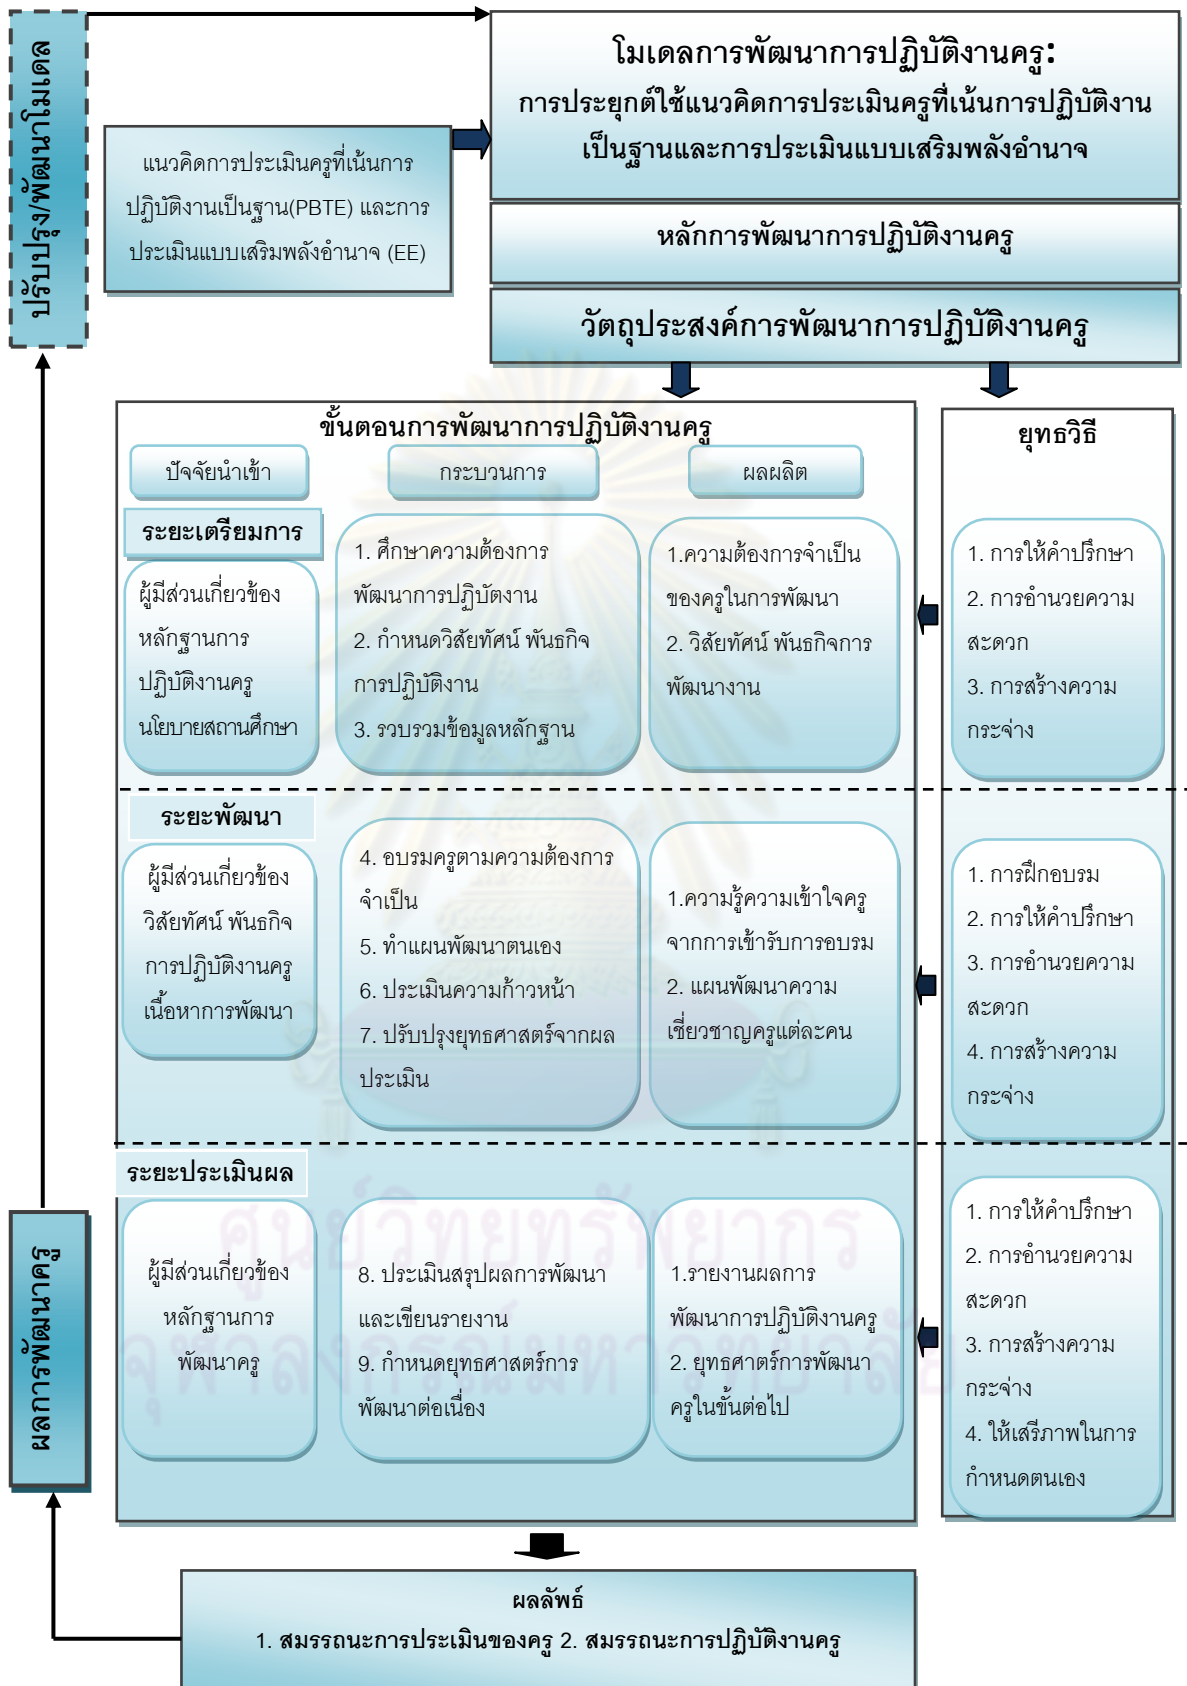 ปรับปรุง/พัฒนาโมเดล
โมเดลการพัฒนาการปฏิบัติงานครู:
การประยุกต์ใช้แนวคิดการประเมินครูที่เน้นการปฏิบัติงาน
เป็นฐานและการประเมินแบบเสริมพลังอำนาจ
แนวคิดการประเมินครูที่เน้นการ
ปฏิบัติงานเป็นฐาน(PBTE) และการ
ประเมินแบบเสริมพลังอำนาจ (EE)
หลักการพัฒนาการปฏิบัติงานครู
วัตถุประสงค์การพัฒนาการปฏิบัติงานครู
ขั้นตอนการพัฒนาการปฏิบัติงานครู
ปัจจัยนำเข้า
กระบวนการ
ผลผลิต
ยุทธวิธี
ระยะเตรียมการ
ผู้มีส่วนเกี่ยวข้อง
หลักฐานการ
ปฏิบัติงานครู
นโยบายสถานศึกษา
1. ศึกษาความต้องการ
พัฒนาการปฏิบัตงาน
2. กำหนดวิสัยทัศน์ พันธกิจ
การปฏิบัติงาน
3. รวบรวมข้อมูลหลักฐาน
1.ความต้องการจำเป็น
ของครูในการพัฒนา
2. วิสัยทัศน์ พันธกิจการ
พัฒนางาน
1. การให้คำปรึกษา
2. การอำนวยความ
สะดวก
3. การสร้างความ
กระจ่าง
ระยะพัฒนา
ผู้มีส่วนเกี่ยวข้อง
วิสัยทัศน์ พันธกิจ
การปฏิบัติงานครู
เนื้อหาการพัฒนา
4. อบรมครูตามความต้องการ
จำเป็น
5. ทำแผนพัฒนาตนเอง
6. ประเมินความก้าวหน้า
7. ปรับปรุงยุทธศาสตร์จากผล
ประเมิน
1.ความรู้ความเข้าใจครู
จากการเข้ารับการอบรม
2. แผนพัฒนาความ
เชี่ยวชาญครูแต่ละคน
1. การฝึกอบรม
2. การให้คำปรึกษา
3. การอำนวยความ
สะดวก
4. การสร้างความ
กระจ่าง
ระยะประเมินผล
ผู้มีส่วนเกี่ยวข้อง
หลักฐานการ
พัฒนาครู
8. ประเมินสรุปผลการพัฒนา
และเขียนรายงาน
9. กำหนดยุทธศาสตร์การ
พัฒนาต่อเนื่อง
1.รายงานผลการ
พัฒนาการปฏิบัติงานครู
2. ยุทธศาตร์การพัฒนา
ครูในขั้นต่อไป
1. การให้คำปรึกษา
2. การอำนวยความ
สะดวก
3. การสร้างความ
กระจ่าง
4. ให้เสรีภาพในการ
กำหนดตนเอง
ผลการพัฒนาครู
ผลลัพธ์
1. สมรรถนะการประเมินของครู 2. สมรรถนะการปฏิบัติงานครู
ศูนย์วิทยทรัพยากร
จุฬาลงกรณ์มหาวิทยาลัย